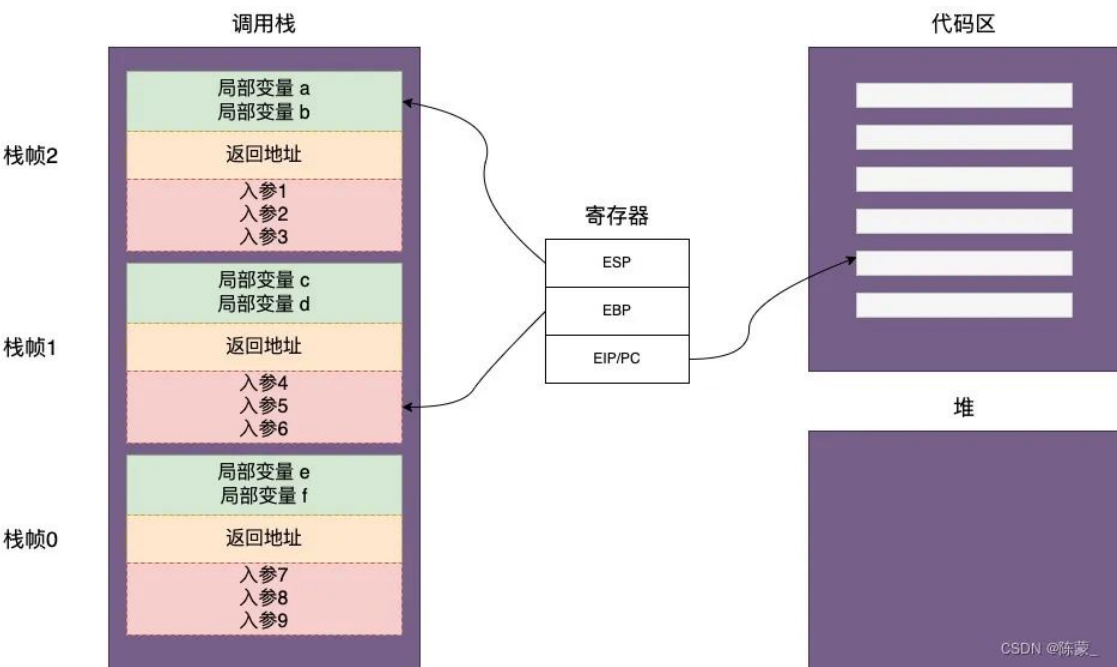 调用栈
局部变量 a
局部变量 b
返回地址
入参1
入参2
入参3
栈帧2
局部变量 c
局部变量 d
返回地址
入参4
入参5
入参6
栈帧1
局部变量 e
局部变量 f
返回地址
入参7
入参8
入参9
栈帧0
寄存器
ESP
EBP
EIP/PC
代码区
堆
CSDN @陈蒙_